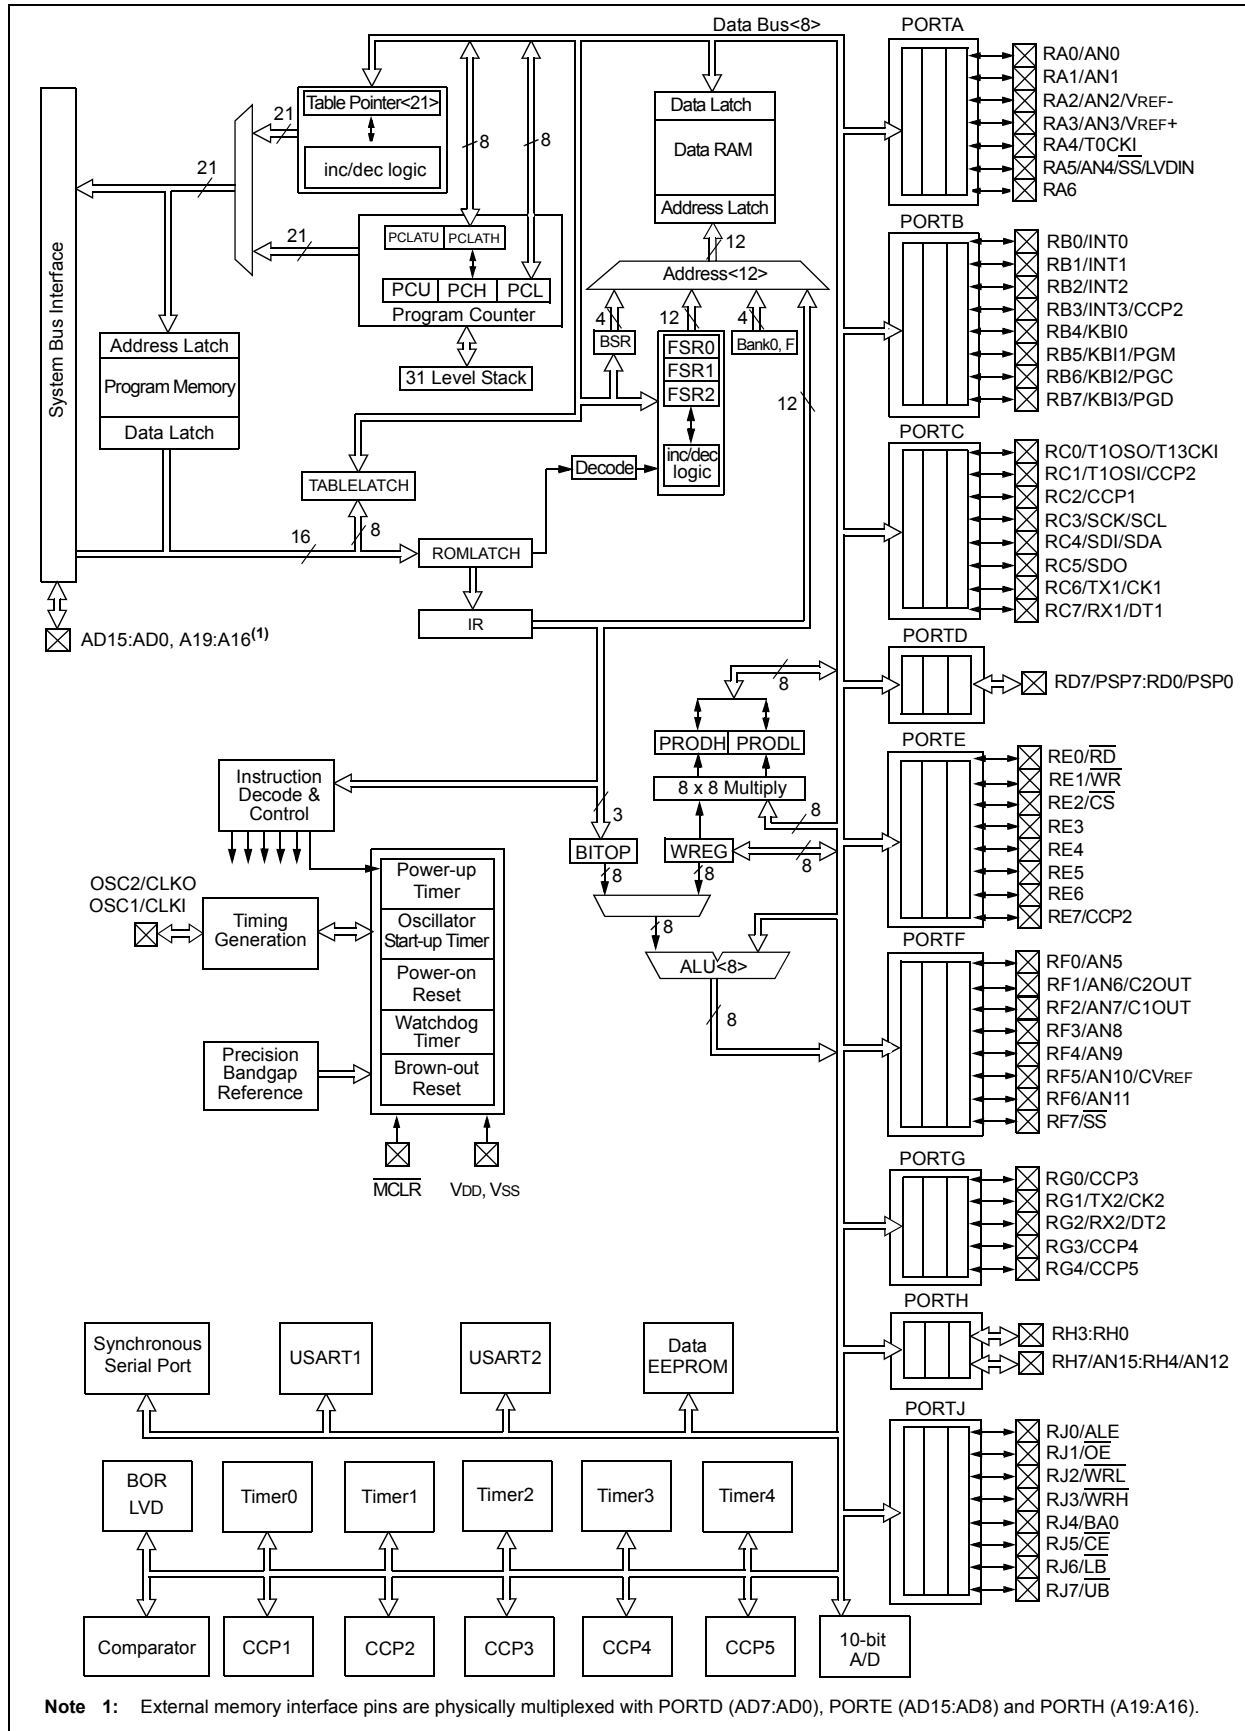 Data Bus<8>
Table Pointer<21>
inc/dec logic
21
8
8
21
21
System Bus Interface
PCLATU
PCLATH
PCU
PCH
PCL
Program Counter
31 Level Stack
Address Latch
Program Memory
Data Latch
Data Latch
Data RAM
Address Latch
12
Address<12>
4
12
4
BSR
FSR0
FSR1
FSR2
inc/dec
logic
Bank0, F
12
Decode
TABLELATCH
8
16
ROMLATCH
IR
AD15:AD0, A19:A16(1)
8
PRODH
PRODL
8 x 8 Multiply
8
Instruction
Decode &
Control
3
BITOP
WREG
8
8
8
8
ALU<8>
8
OSC2/CLKO
OSC1/CLKI
Timing
Generation
Power-up
Timer
Oscillator
Start-up Timer
Power-on
Reset
Watchdog
Timer
Brown-out
Reset
Precision
Bandgap
Reference
MCLR
VDD, VSS
PORTA
RA0/AN0
RA1/AN1
RA2/AN2/VREF-
RA3/AN3/VREF+
RA4/T0CKI
RA5/AN4/SS/LVDIN
RA6
PORTB
RB0/INT0
RB1/INT1
RB2/INT2
RB3/INT3/CCP2
RB4/KBI0
RB5/KBI1/PGM
RB6/KBI2/PGC
RB7/KBI3/PGD
PORTC
RC0/T1OSO/T13CKI
RC1/T1OSI/CCP2
RC2/CCP1
RC3/SCK/SCL
RC4/SDI/SDA
RC5/SDO
RC6/TX1/CK1
RC7/RX1/DT1
PORTD
RD7/PSP7:RD0/PSP0
PORTE
RE0/RD
RE1/WR
RE2/CS
RE3
RE4
RE5
RE6
RE7/CCP2
PORTF
RF0/AN5
RF1/AN6/C2OUT
RF2/AN7/C1OUT
RF3/AN8
RF4/AN9
RF5/AN10/CVREF
RF6/AN11
RF7/SS
PORTG
RG0/CCP3
RG1/TX2/CK2
RG2/RX2/DT2
RG3/CCP4
RG4/CCP5
PORTH
RH3:RH0
RH7/AN15:RH4/AN12
PORTJ
RJ0/ALE
RJ1/OE
RJ2/WRL
RJ3/WRH
RJ4/BA0
RJ5/CE
RJ6/LB
RJ7/UB
Synchronous
Serial Port
USART1
USART2
Data
EEPROM
BOR
LVD
Timer0
Timer1
Timer2
Timer3
Timer4
Comparator
CCP1
CCP2
CCP3
CCP4
CCP5
10-bit
A/D
Note 1: External memory interface pins are physically multiplexed with PORTD (AD7:AD0), PORTE (AD15:AD8) and PORTH (A19:A16).